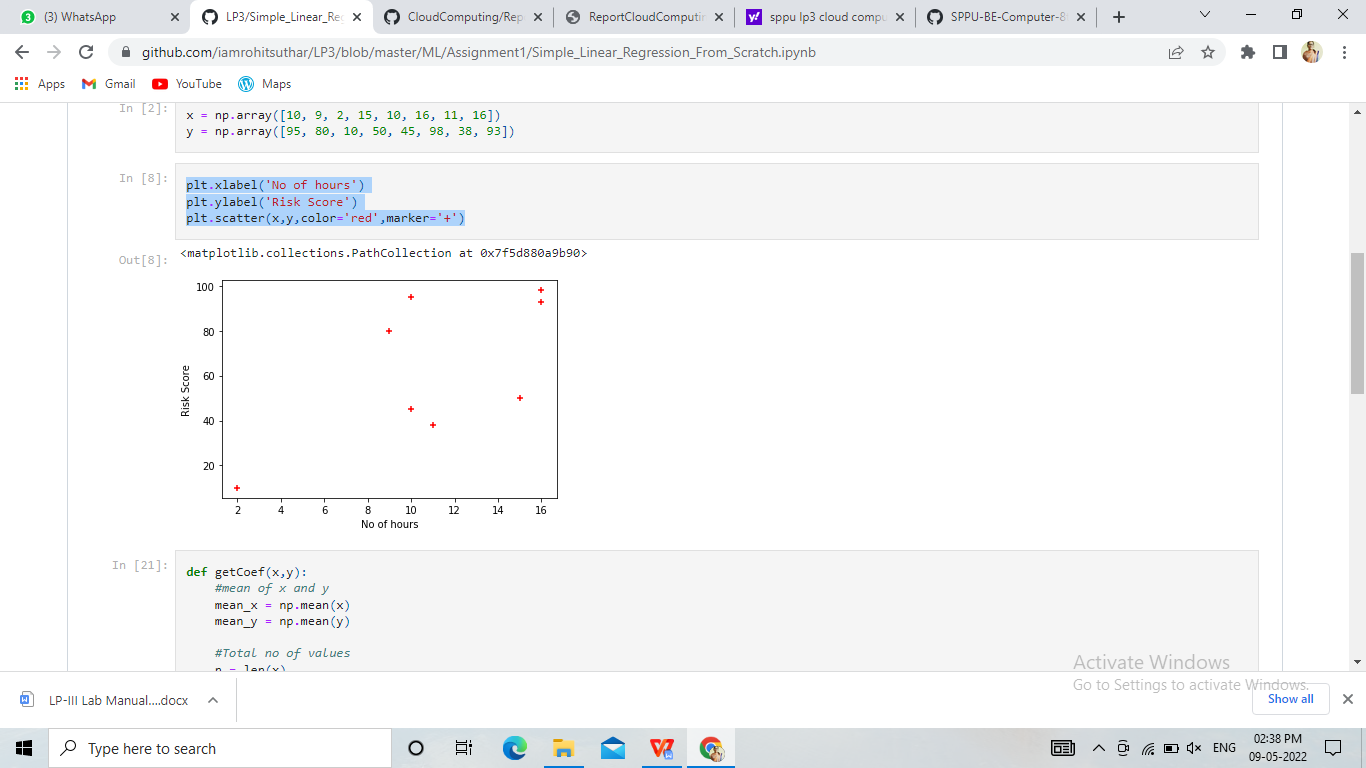 (3) WhatsApp
LP3/Simple_Linear_Re
CloudComputing/Rep
ReportCloudComputi
sppu lp3 cloud compu
SPPU-BE-Computer-8
github.com/iamrohitsuthar/LP3/blob/master/ML/Assignment1/Simple_Linear_Regression_From_Scratch.ipynb
Apps Gmail YouTube Maps
In [2]:
x = np.array([10, 9, 2, 15, 10, 16, 11, 16])
y = np.array([95, 80, 10, 50, 45, 98, 38, 93])
In [8]:
plt.xlabel('No of hours')
plt.ylabel('Risk Score')
plt.scatter(x,y,color='red',marker='+')
Out[8]:
<matplotlib.collections.PathCollection at 0x7f5d880a9b90>
100
80
60
40
20
Risk Score
2 4 6 8 10 12 14 16
No of hours
In [21]:
def getCoef(x,y):
#mean of x and y
mean_x = np.mean(x)
mean_y = np.mean(y)
#Total no of values
n = len(x)
Activate Windows
Go to Settings to activate Windows.
LP-III Lab Manual....docx
Show all
Type here to search
ENG
02:38 PM
09-05-2022